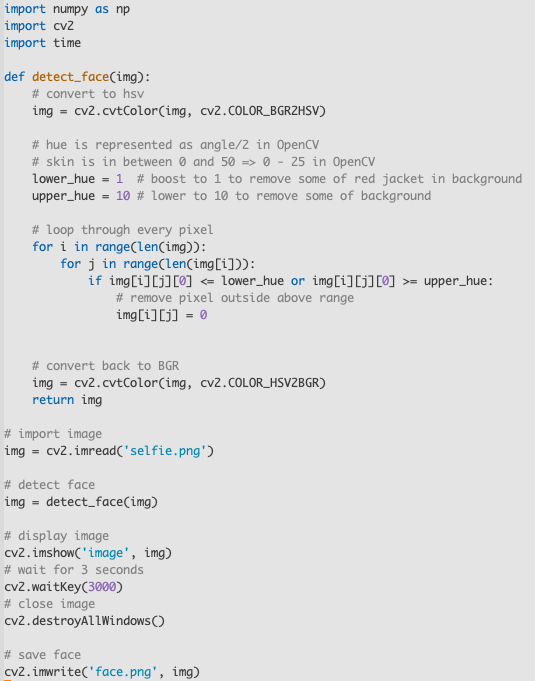 import numpy as np
import cv2
import time

def detect_face(img):
    # convert to hsv
    img = cv2.cvtColor(img, cv2.COLOR_BGR2HSV)

    # hue is represented as angle/2 in OpenCV
    # skin is in between 0 and 50 => 0 - 25 in OpenCV
    lower_hue = 1  # boost to 1 to remove some of red jacket in background
    upper_hue = 10 # lower to 10 to remove some of background

    # loop through every pixel
    for i in range(len(img)):
        for j in range(len(img[i])):
            if img[i][j][0] <= lower_hue or img[i][j][0] >= upper_hue:
                # remove pixel outside above range
                img[i][j] = 0


    # convert back to BGR
    img = cv2.cvtColor(img, cv2.COLOR_HSV2BGR)
    return img

# import image
img = cv2.imread('selfie.png')

# detect face
img = detect_face(img)

# display image
cv2.imshow('image', img)
# wait for 3 seconds
cv2.waitKey(3000)
# close image
cv2.destroyAllWindows()

# save face
cv2.imwrite('face.png', img)